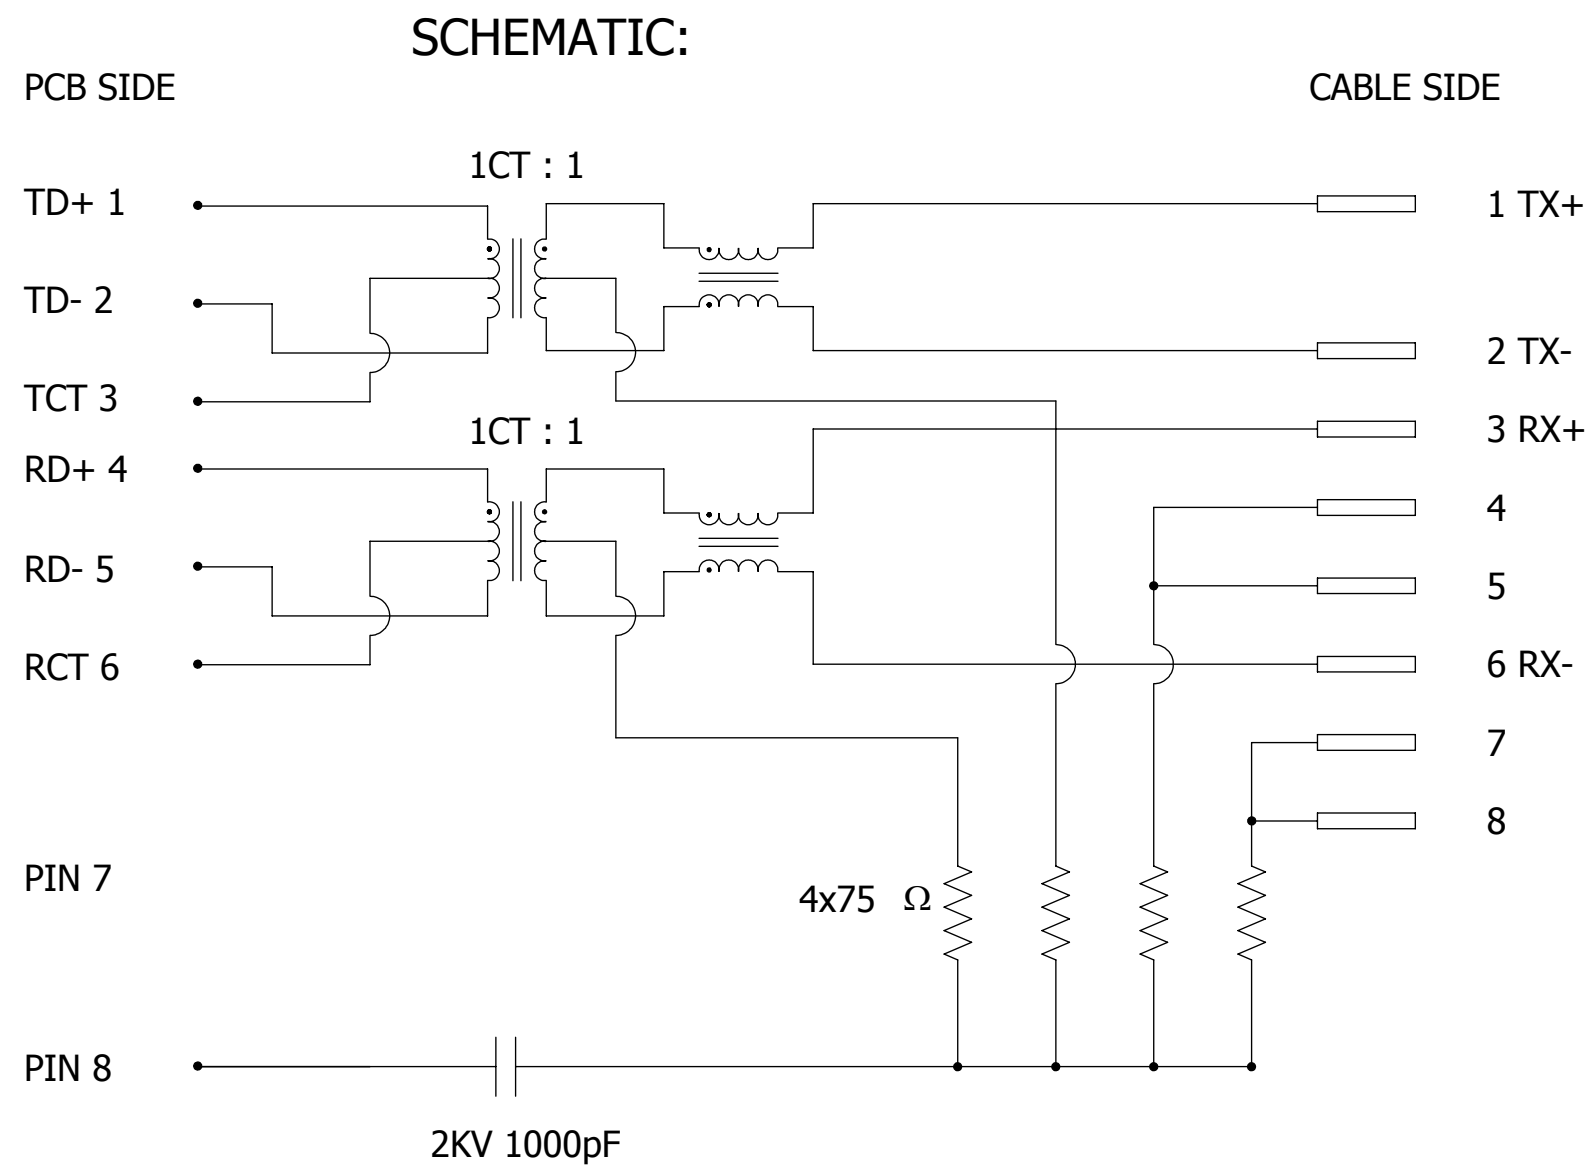 SCHEMATIC:
PCB SIDE
CABLE SIDE
1CT : 1
TD+ 1
1 TX+
TD- 2
2 TX-
TCT 3
1CT : 1
3 RX+
RD+ 4
4
RD- 5
5
RCT 6
6 RX-
7
8
PIN 7
4x75 Ω
PIN 8
2KV 1000pF